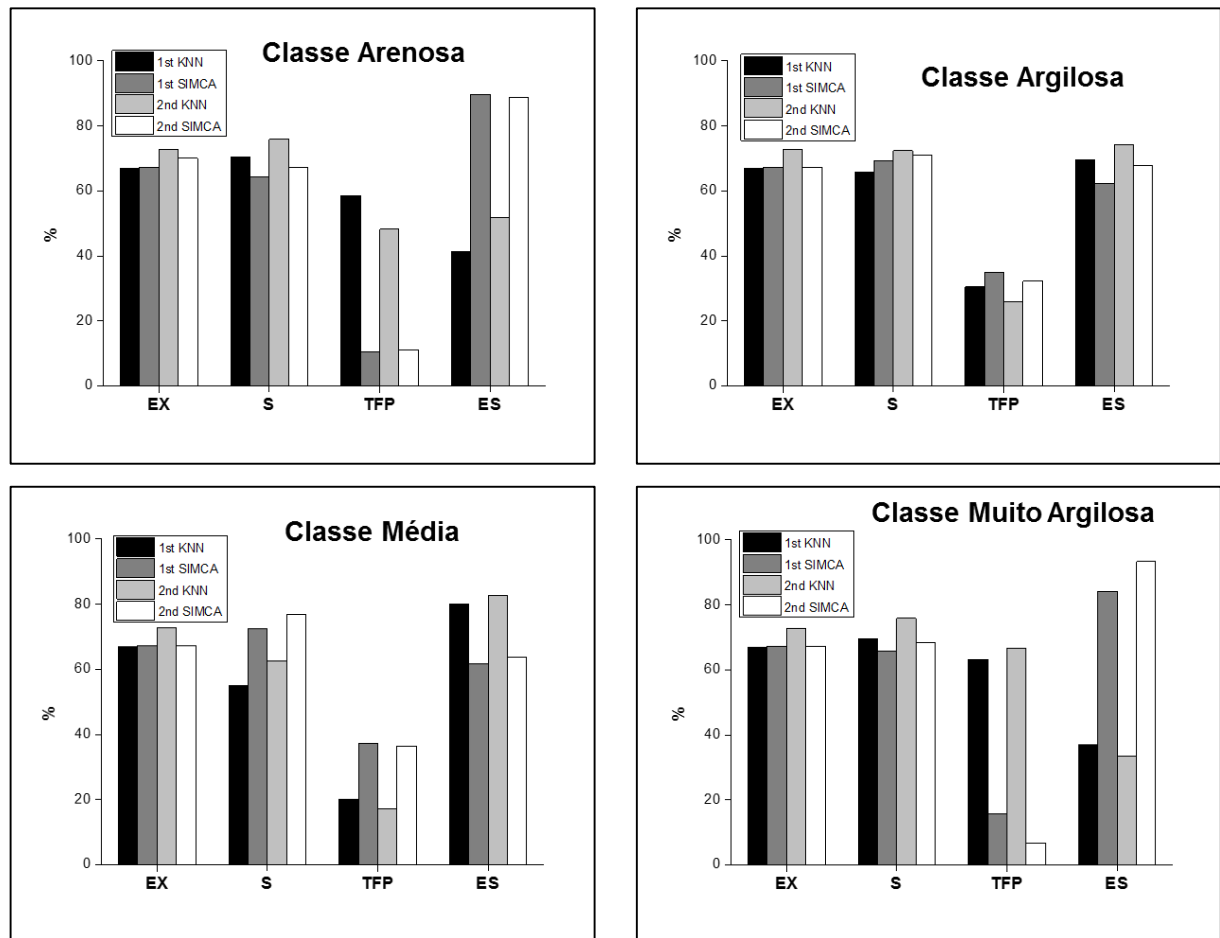 Classe Arenosa
1st KNN
1st SIMCA
2nd KNN
2nd SIMCA
100
80
60
40
20
0
%
EX S TFP ES
Classe Argilosa
1st KNN
1st SIMCA
2nd KNN
2nd SIMCA
100
80
60
40
20
0
%
EX S TFP ES
Classe Média
1st KNN
1st SIMCA
2nd KNN
2nd SIMCA
100
80
60
40
20
0
%
EX S TFP ES
Classe Muito Argilosa
1st KNN
1st SIMCA
2nd KNN
2nd SIMCA
100
80
60
40
20
0
%
EX S TFP ES